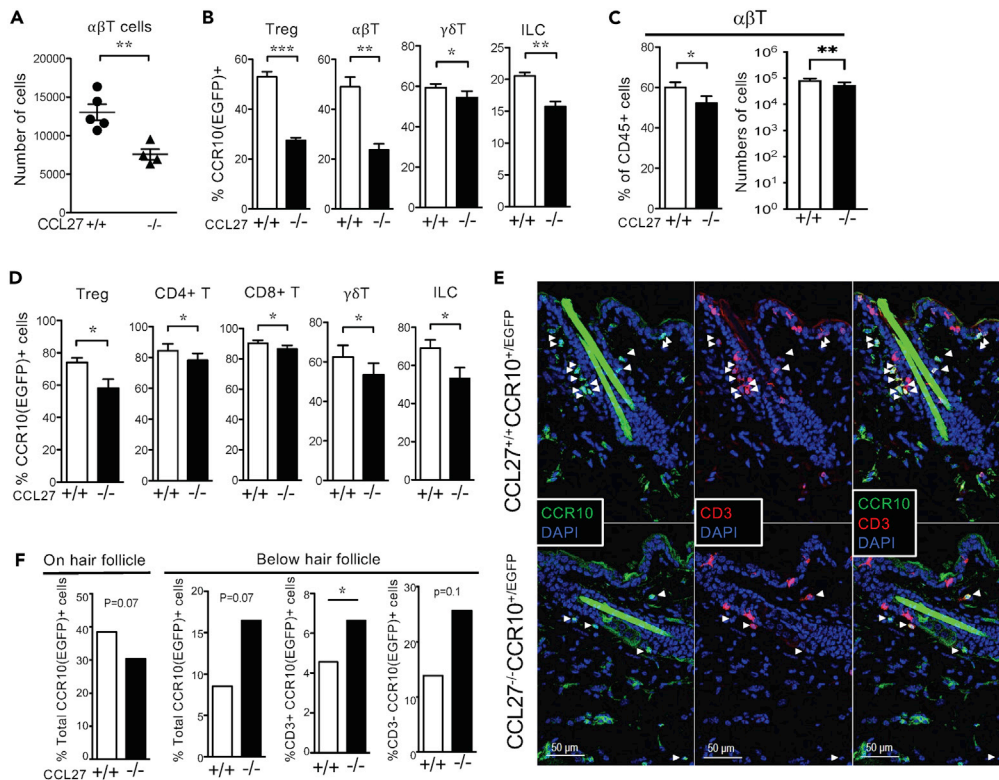 A
αβT cells
**
Number of cells
20000
15000
10000
5000
0
CCL27 +/+ -/-
B
Treg αβT γδT ILC
*** ** * **
% CCR10(EGFP)+
60 60 80 25
40 40 60 20
20 20 40 15
0 0 20 10
0 5
0
CCL27 +/+ -/- +/+ -/- +/+ -/- +/+ -/-
C
αβT
* **
% of CD45+ cells
80
60
40
20
0
Numbers of cells
10⁶
10⁵
10⁴
10³
10²
10¹
10⁰
CCL27 +/+ -/- +/+ -/-
D
Treg CD4+ T CD8+ T γδT ILC
* * * * *
% CCR10(EGFP)+ cells
100 120 120 80 80
80 100 100 60 60
60 80 80 40 40
40 60 60 20 20
20 40 40 0 0
0 20 20
0 0
CCL27 +/+ -/- +/+ -/- +/+ -/- +/+ -/- +/+ -/-
E
CCL27+/+CCR10+/EGFP
CCR10
DAPI
CD3
DAPI
CCR10
CD3
DAPI
CCL27-/-CCR10+/EGFP
50 µm 50 µm 50 µm
F
On hair follicle Below hair follicle
P=0.07 P=0.07 * p=0.1
% Total CCR10(EGFP)+ cells
50
40
30
20
10
0
% Total CCR10(EGFP)+ cells
20
15
10
5
0
%CD3+ CCR10(EGFP)+ cells
8
6
4
2
0
%CD3- CCR10(EGFP)+ cells
30
20
10
0
CCL27 +/+ -/- +/+ -/- +/+ -/- +/+ -/-